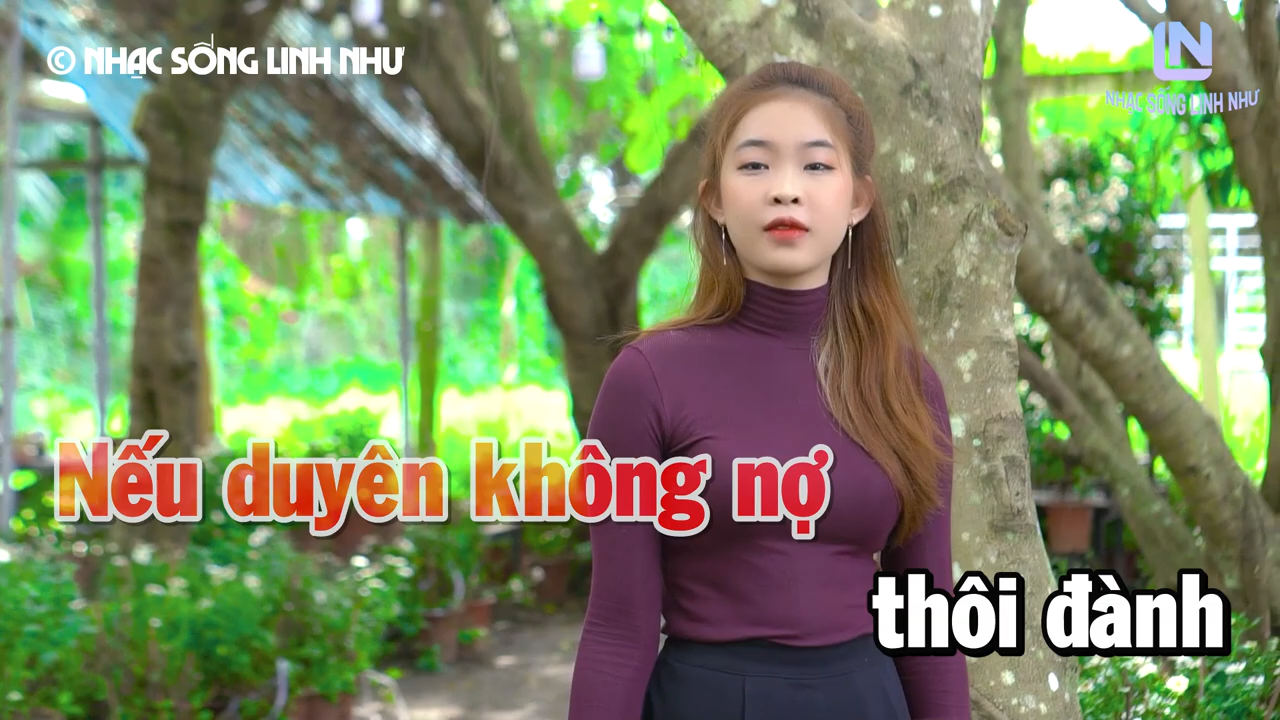 © NHẠC SỐNG LINH NHƯ
LN
NHẠC SỐNG LINH NHƯ
Nếu duyên không nợ
thôi đành